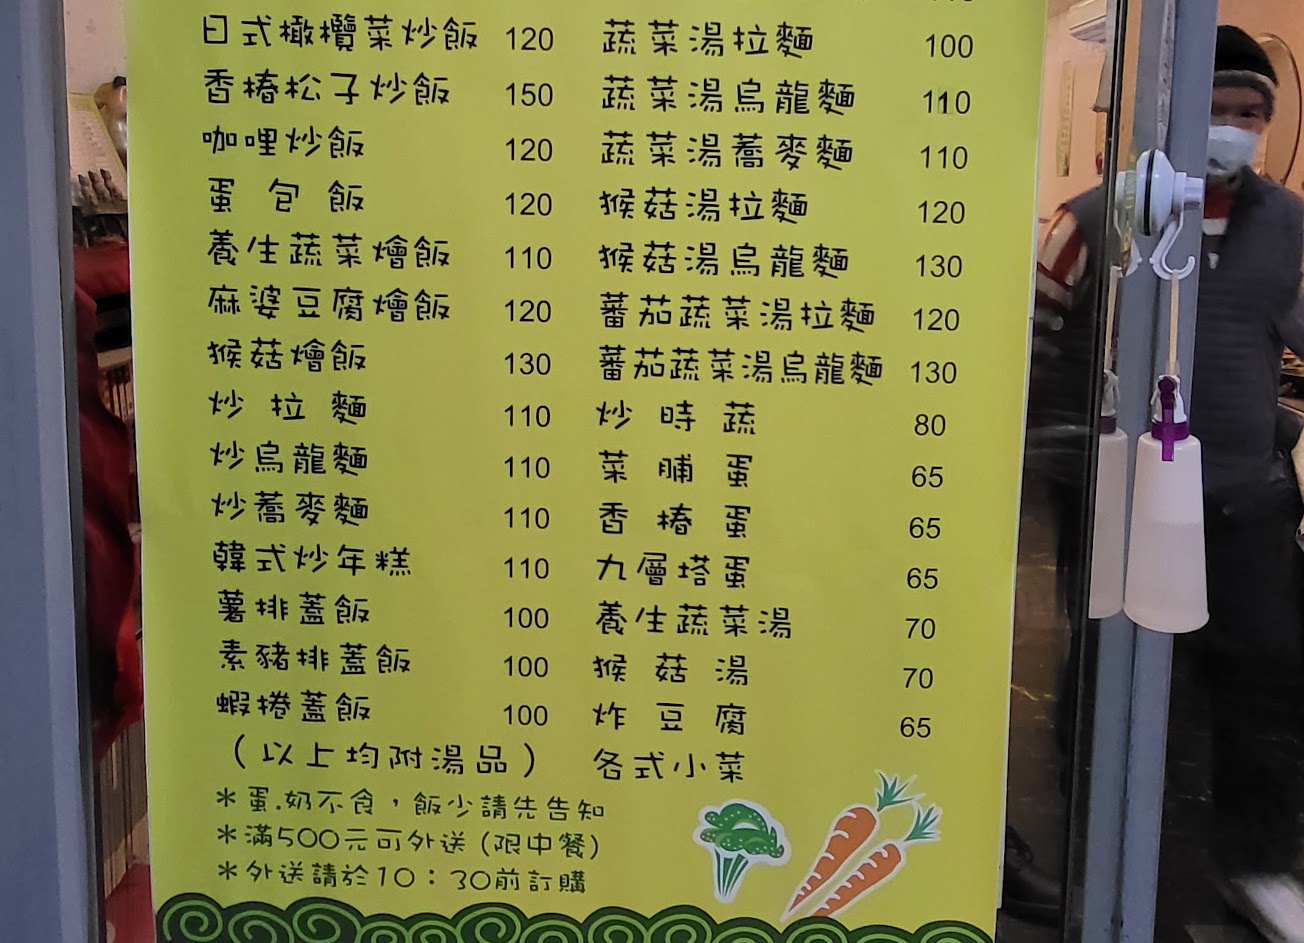 日式橄欖菜炒飯 120
香椿松子炒飯 150
咖哩炒飯 120
蛋包飯 120
養生蔬菜燴飯 110
麻婆豆腐燴飯 120
猴菇燴飯 130
炒拉麵 110
炒烏龍麵 110
炒蕎麥麵 110
韓式炒年糕 110
薯排蓋飯 100
素豬排蓋飯 100
蝦捲蓋飯 100
(以上均附湯品)
＊蛋.奶不食，飯少請先告知
＊滿500元可外送(限中餐)
＊外送請於10：30前訂購
蔬菜湯拉麵 100
蔬菜湯烏龍麵 110
蔬菜湯蕎麥麵 110
猴菇湯拉麵 120
猴菇湯烏龍麵 130
蕃茄蔬菜湯拉麵 120
蕃茄蔬菜湯烏龍麵 130
炒時蔬 80
菜脯蛋 65
香椿蛋 65
九層塔蛋 65
養生蔬菜湯 70
猴菇湯 70
炸豆腐 65
各式小菜